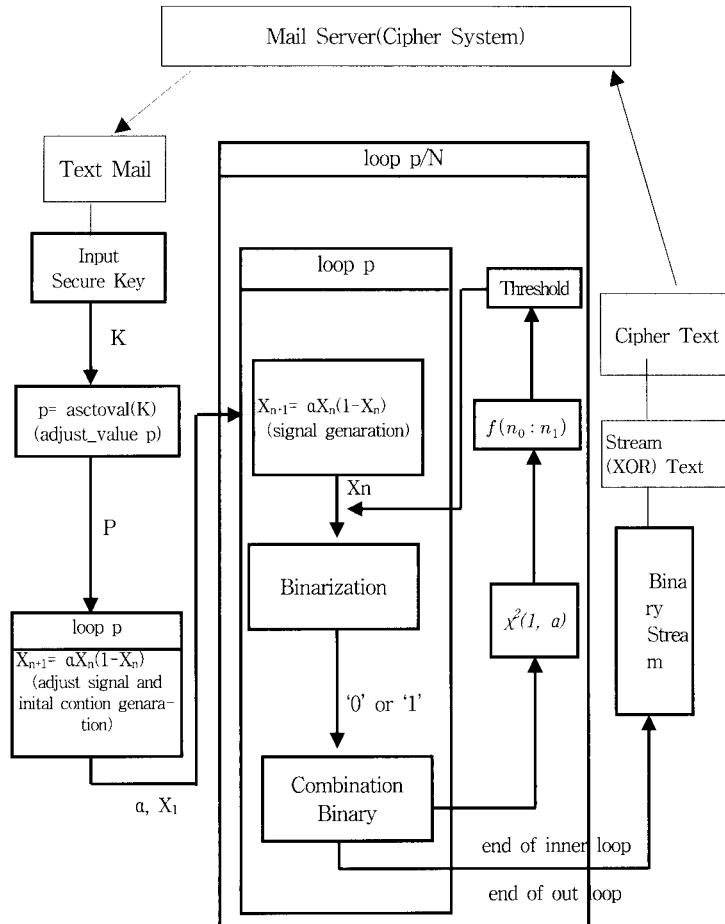 Mail Server(Cipher System)
Text Mail
Input
Secure Key
K
p= asctoval(K)
(adjust_value p)
P
loop p
Xₙ₊₁= αXₙ(1-Xₙ)
(adjust signal and
inital contion genara-
tion)
α, X₁
loop p/N
loop p
Xₙ₊₁= αXₙ(1-Xₙ)
(signal genaration)
Xn
Binarization
'0' or '1'
Combination
Binary
Threshold
f(n₀ : n₁)
χ²(1, a)
end of inner loop
end of out loop
Cipher Text
Stream
(XOR) Text
Bina
ry
Strea
m